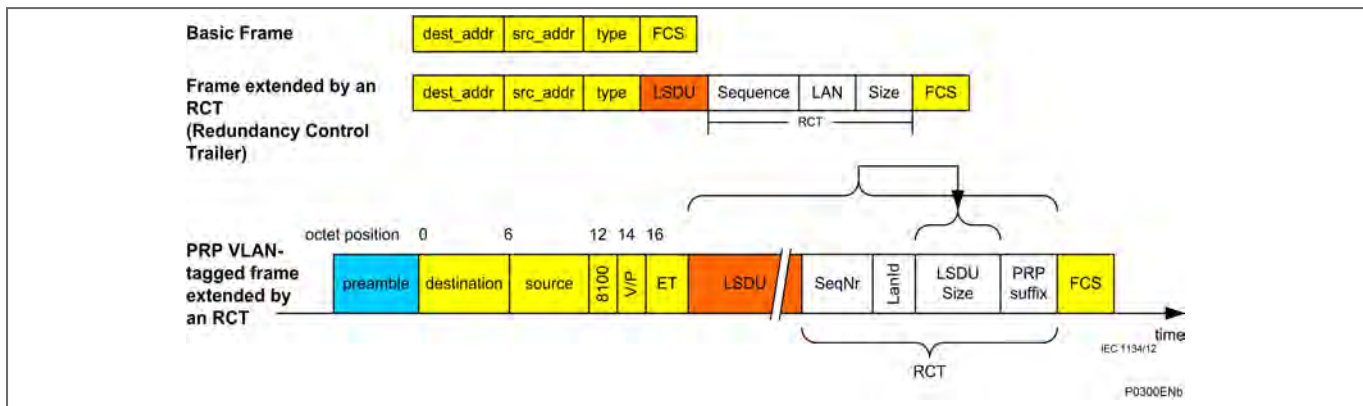 Basic Frame
dest_addr src_addr type FCS
Frame extended by an
RCT
(Redundancy Control
Trailer)
dest_addr src_addr type LSDU Sequence LAN Size FCS
RCT
octet position 0 6 12 14 16
PRP VLAN-
tagged frame
extended by
an RCT
preamble destination source 8100 V/P ET LSDU SeqNr LanId LSDU Size PRP suffix FCS
time
IEC 1134/12
RCT
P0300ENb